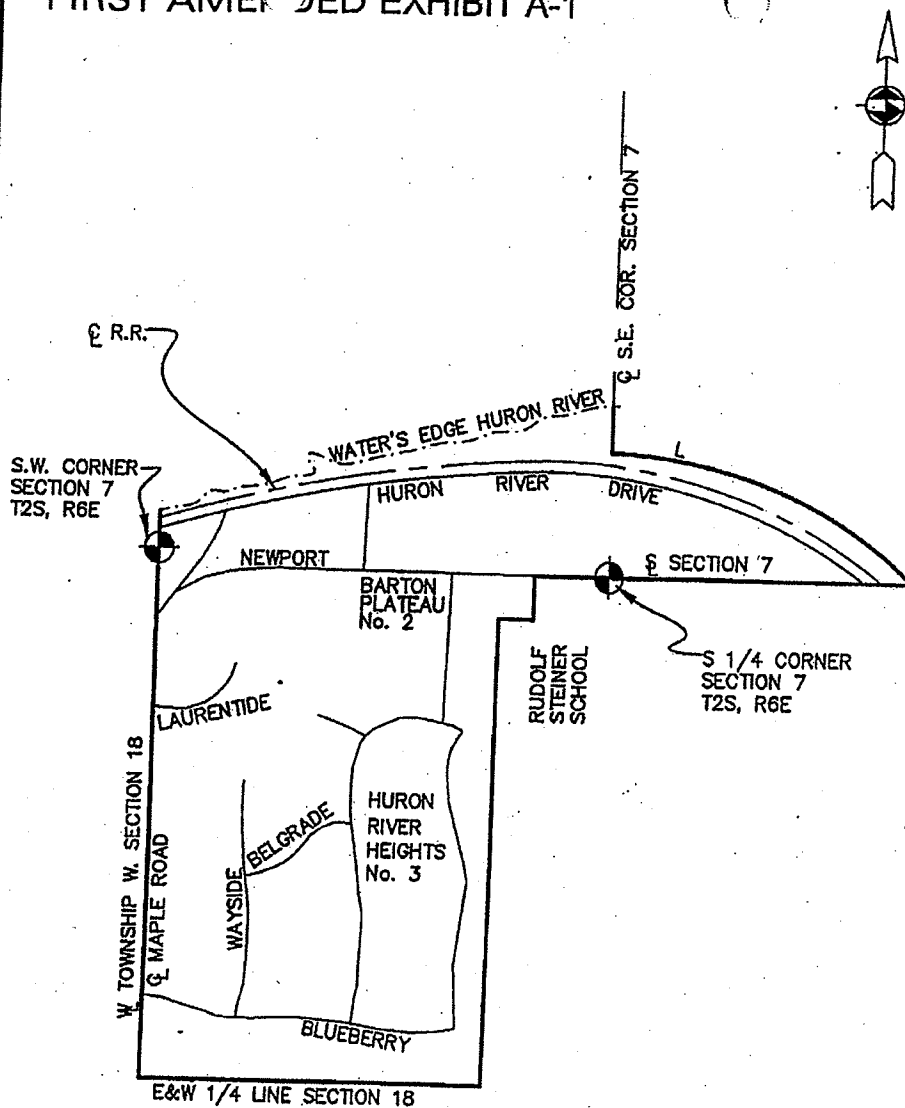 FIRST AMENDED EXHIBIT A-1
℄ S.E. COR. SECTION 7
℄ R.R.
WATER'S EDGE HURON RIVER
L
S.W. CORNER
SECTION 7
T2S, R6E
HURON RIVER DRIVE
NEWPORT
S℄ SECTION 7
BARTON
PLATEAU
No. 2
RUDOLF
STEINER
SCHOOL
S 1/4 CORNER
SECTION 7
T2S, R6E
LAURENTIDE
W℄ TOWNSHIP W. SECTION 18
℄ MAPLE ROAD
HURON
RIVER
HEIGHTS
No. 3
BELGRADE
WAYSIDE
BLUEBERRY
E&W 1/4 LINE SECTION 18